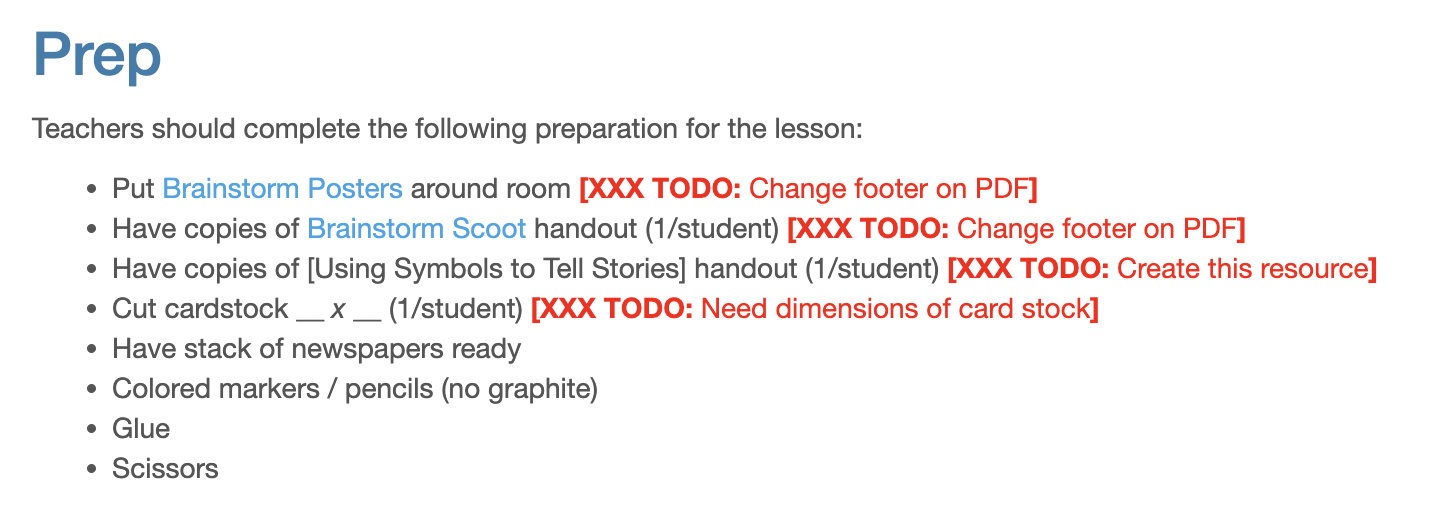 Prep
Teachers should complete the following preparation for the lesson:
• Put Brainstorm Posters around room [XXX TODO: Change footer on PDF]
• Have copies of Brainstorm Scoot handout (1/student) [XXX TODO: Change footer on PDF]
• Have copies of [Using Symbols to Tell Stories] handout (1/student) [XXX TODO: Create this resource]
• Cut cardstock __ x __ (1/student) [XXX TODO: Need dimensions of card stock]
• Have stack of newspapers ready
• Colored markers / pencils (no graphite)
• Glue
• Scissors